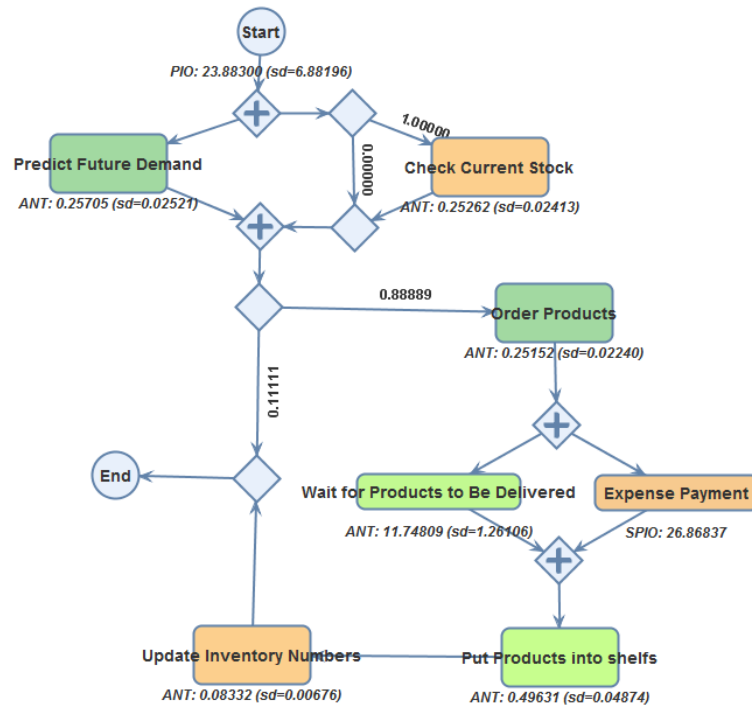 Start
PIO: 23.88300 (sd=6.88196)
1.00000
Predict Future Demand
0.00000
Check Current Stock
ANT: 0.25705 (sd=0.02521)
ANT: 0.25262 (sd=0.02413)
0.88889
Order Products
ANT: 0.25152 (sd=0.02240)
0.11111
End
Wait for Products to Be Delivered
Expense Payment
ANT: 11.74809 (sd=1.26106)
SPIO: 26.86837
Update Inventory Numbers
Put Products into shelfs
ANT: 0.08332 (sd=0.00676)
ANT: 0.49631 (sd=0.04874)